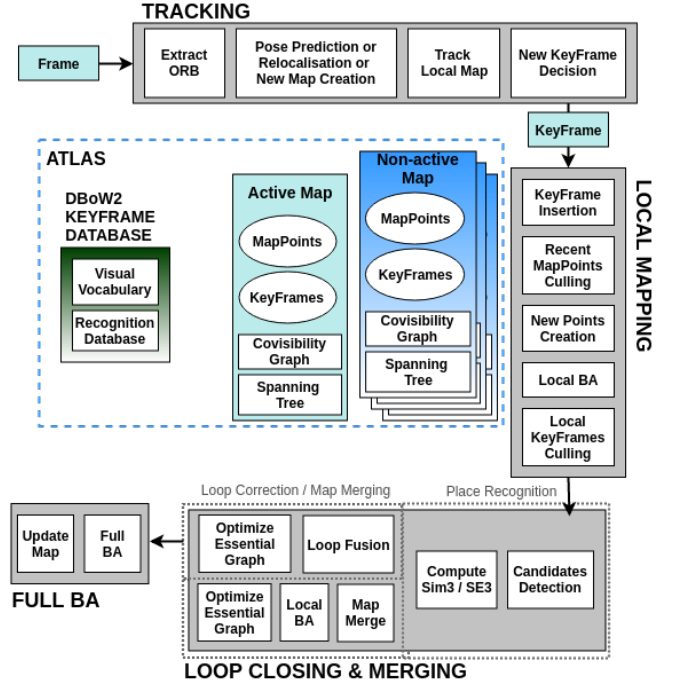 TRACKING
Frame
Extract
ORB
Pose Prediction or
Relocalisation or
New Map Creation
Track
Local Map
New KeyFrame
Decision
KeyFrame
ATLAS
DBoW2
KEYFRAME
DATABASE
Visual
Vocabulary
Recognition
Database
Active Map
MapPoints
KeyFrames
Covisibility
Graph
Spanning
Tree
Non-active
Map
MapPoints
KeyFrames
Covisibility
Graph
Spanning
Tree
LOCAL MAPPING
KeyFrame
Insertion
Recent
MapPoints
Culling
New Points
Creation
Local BA
Local
KeyFrames
Culling
Loop Correction / Map Merging
Place Recognition
Update
Map
Full
BA
FULL BA
Optimize
Essential
Graph
Loop Fusion
Optimize
Essential
Graph
Local
BA
Map
Merge
Compute
Sim3 / SE3
Candidates
Detection
LOOP CLOSING & MERGING